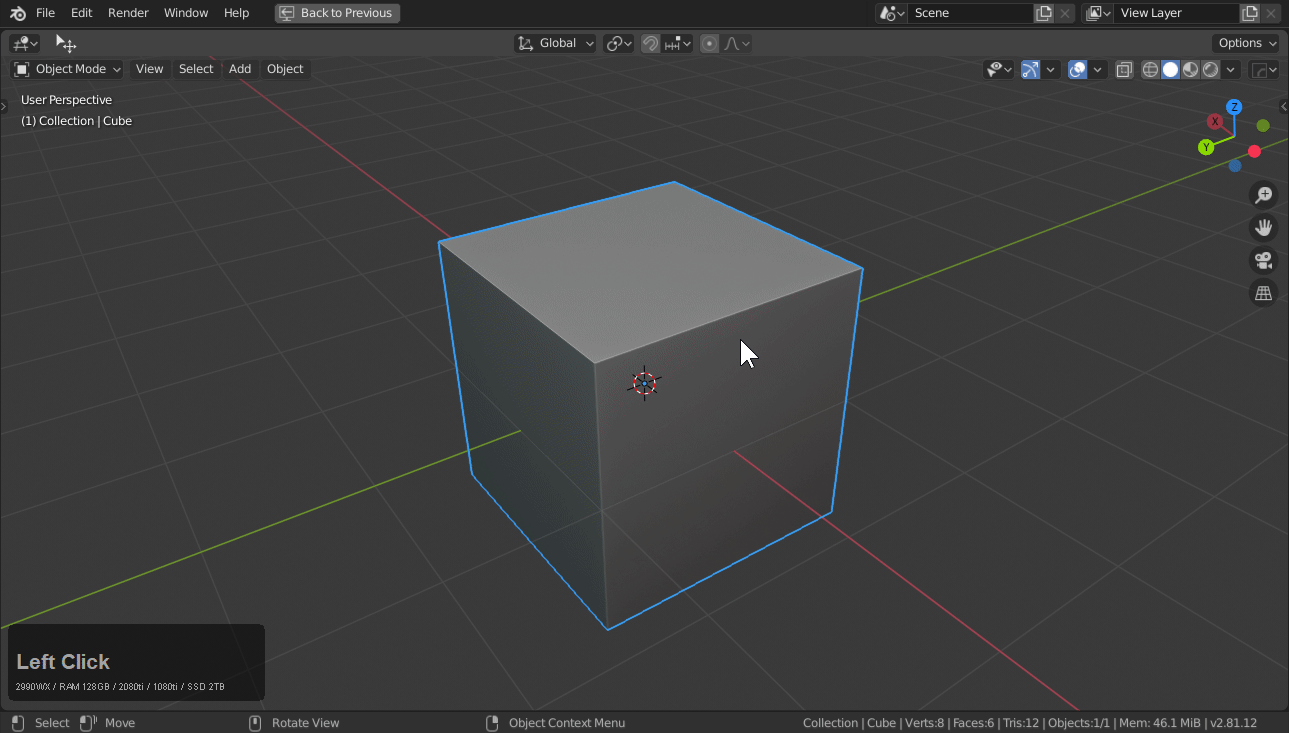 File Edit Render Window Help Back to Previous Scene View Layer
Global Options
Object Mode View Select Add Object
User Perspective
(1) Collection | Cube
Z
X
Y
Left Click
2990WX / RAM 128GB / 2080ti / 1080ti / SSD 2TB
Select Move Rotate View Object Context Menu Collection | Cube | Verts:8 | Faces:6 | Tris:12 | Objects:1/1 | Mem: 46.1 MiB | v2.81.12